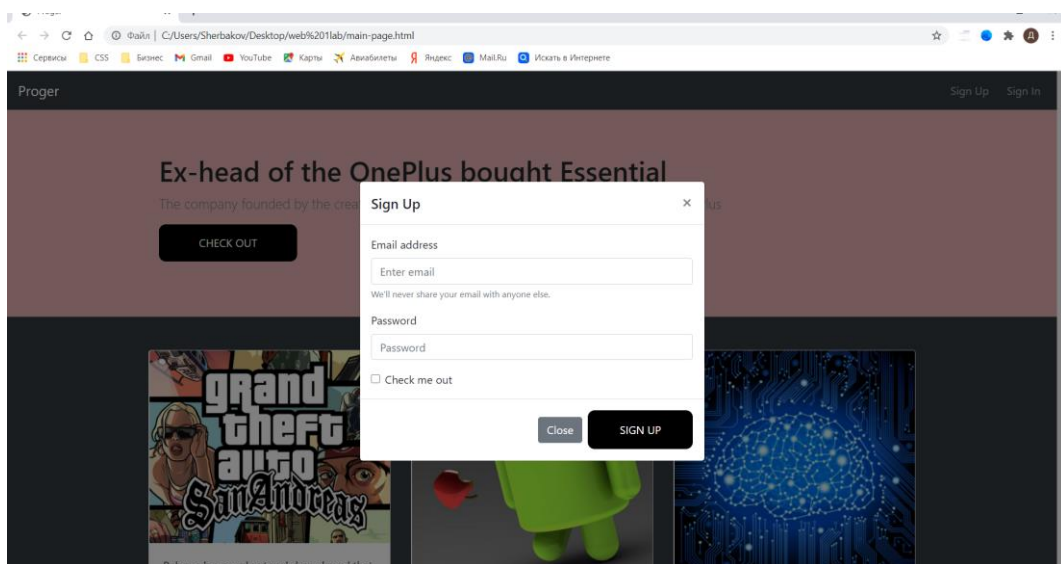 Файл | C:/Users/Sherbakov/Desktop/web%201lab/main-page.html
Д
Сервисы CSS Бизнес Gmail YouTube Карты Авиабилеты Яндекс Mail.Ru Искать в Интернете
Proger Sign Up Sign In
Ex-head of the OnePlus bought Essential
The company founded by the
CHECK OUT
Sign Up ×
Email address
Enter email
We'll never share your email with anyone else.
Password
Password
Check me out
Close SIGN UP
grand
theft
auto
SanAndreas